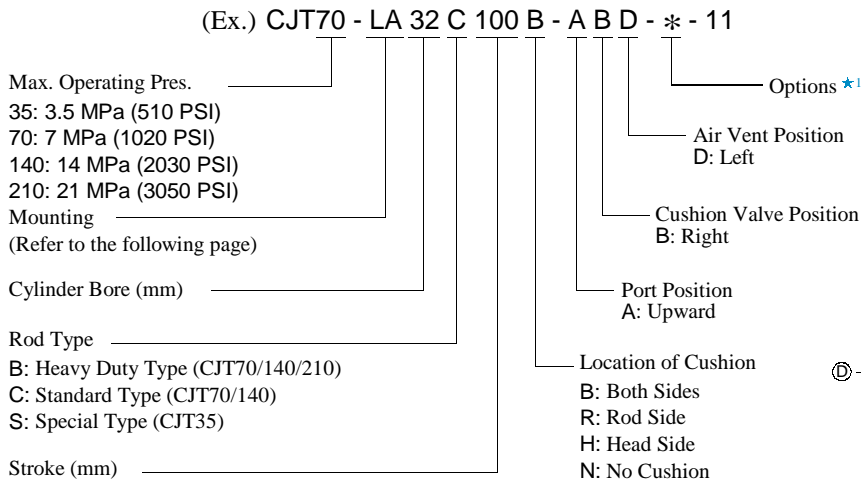 (Ex.) CJT70 - LA 32 C 100 B - A B D - * - 11
Max. Operating Pres.
35: 3.5 MPa (510 PSI)
70: 7 MPa (1020 PSI)
140: 14 MPa (2030 PSI)
210: 21 MPa (3050 PSI)
Mounting
(Refer to the following page)
Cylinder Bore (mm)
Rod Type
B: Heavy Duty Type (CJT70/140/210)
C: Standard Type (CJT70/140)
S: Special Type (CJT35)
Stroke (mm)
Options ★1
Air Vent Position
D: Left
Cushion Valve Position
B: Right
Port Position
A: Upward
Location of Cushion
B: Both Sides
R: Rod Side
H: Head Side
N: No Cushion
Ⓓ